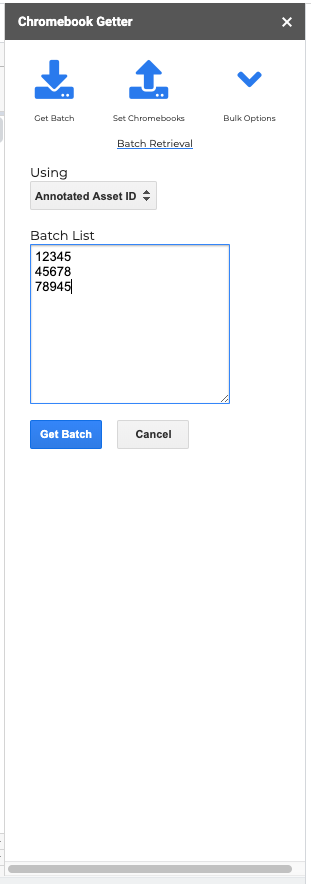 Chromebook Getter ×
Get Batch Set Chromebooks Bulk Options
Batch Retrieval
Using
Annotated Asset ID
Batch List
12345
45678
78945
Get Batch Cancel